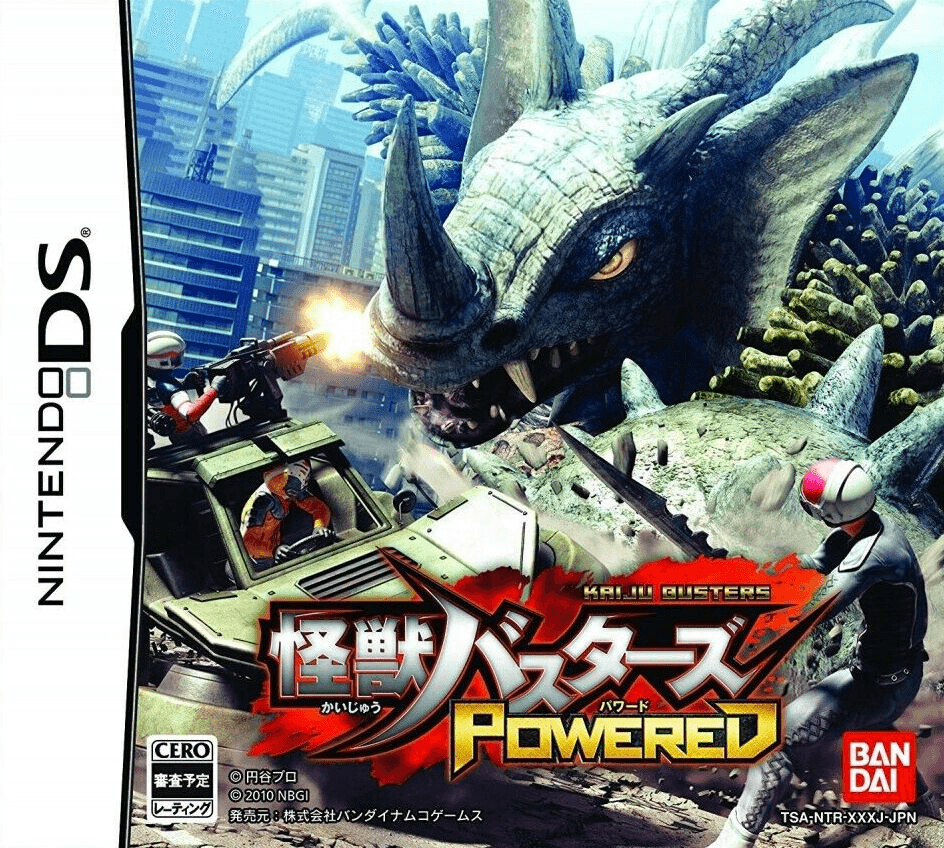 NINTENDO DS®
KAIJU BUSTERS
怪獣バスターズ
かいじゅう
パワード
POWERED
CERO
審査予定
レーティング
© 円谷プロ
© 2010 NBGI
発売元：株式会社バンダイナムコゲームス
BAN
DAI
TSA-NTR-XXXJ-JPN